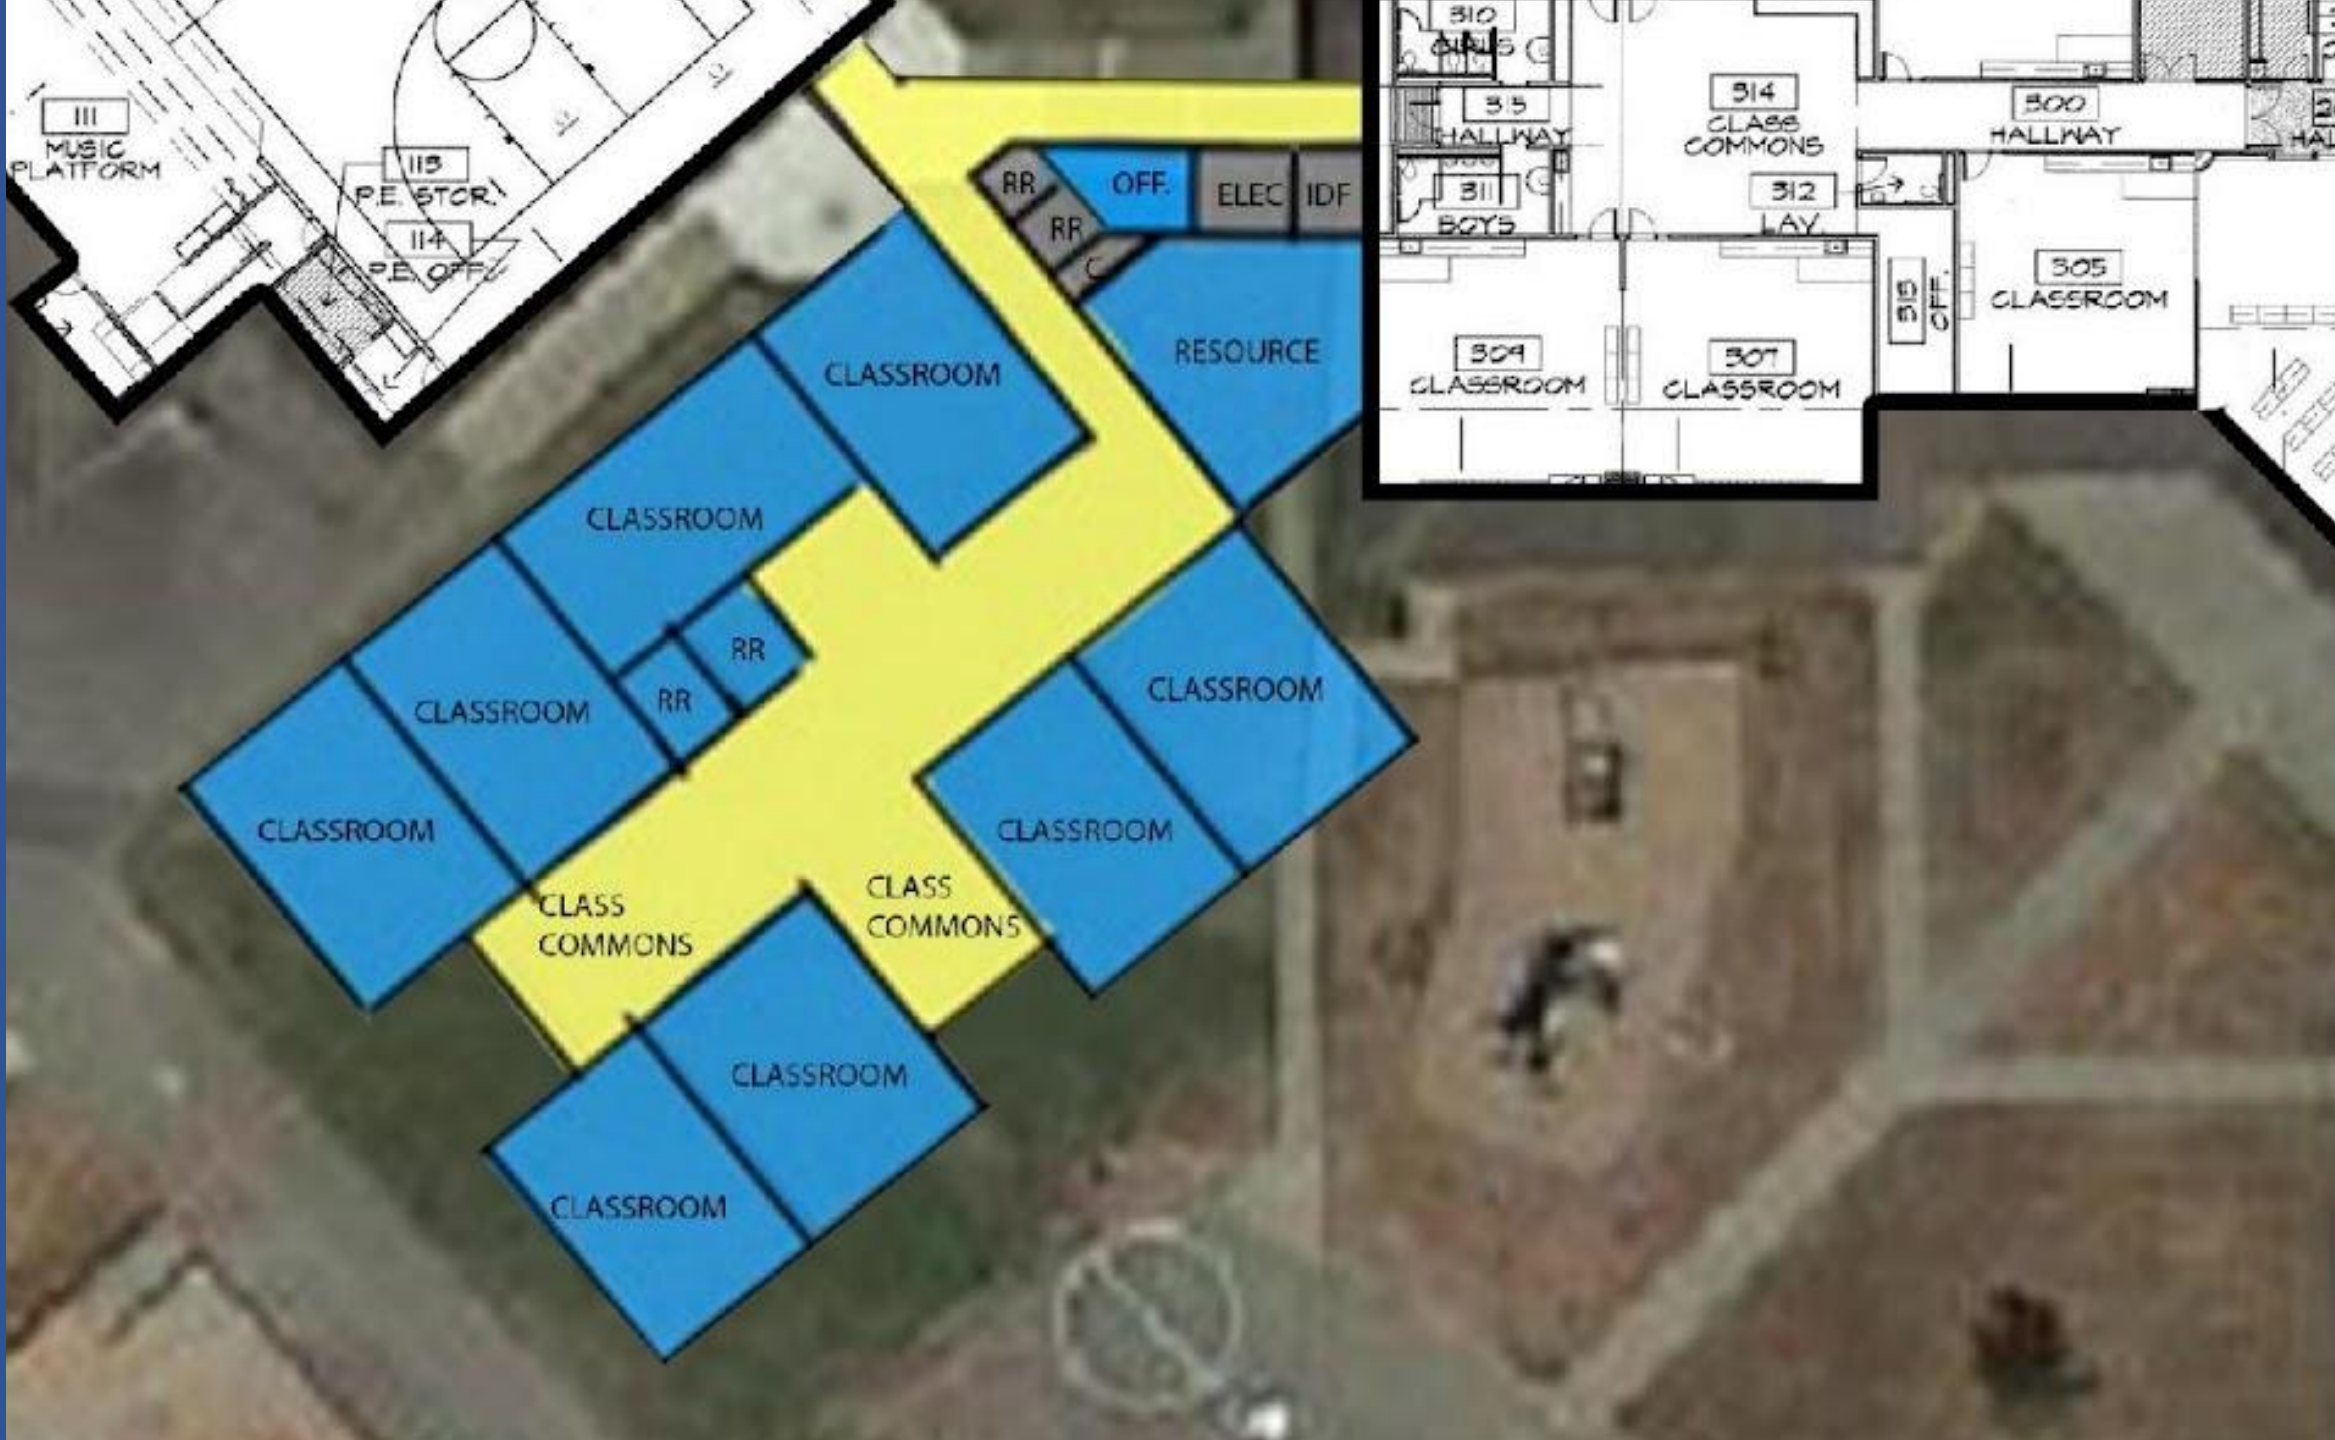 111
MUSIC
PLATFORM
113
P.E. STOR.
114
P.E. OFF.
RR
RR
C
OFF.
ELEC
IDF
RESOURCE
CLASSROOM
CLASSROOM
RR
RR
CLASSROOM
CLASSROOM
CLASSROOM
CLASSROOM
CLASS
COMMONS
CLASS
COMMONS
CLASSROOM
CLASSROOM
310
GIRLS
313
HALLWAY
311
BOYS
314
CLASS
COMMONS
312
LAY.
300
HALLWAY
309
CLASSROOM
307
CLASSROOM
315
OFF.
305
CLASSROOM